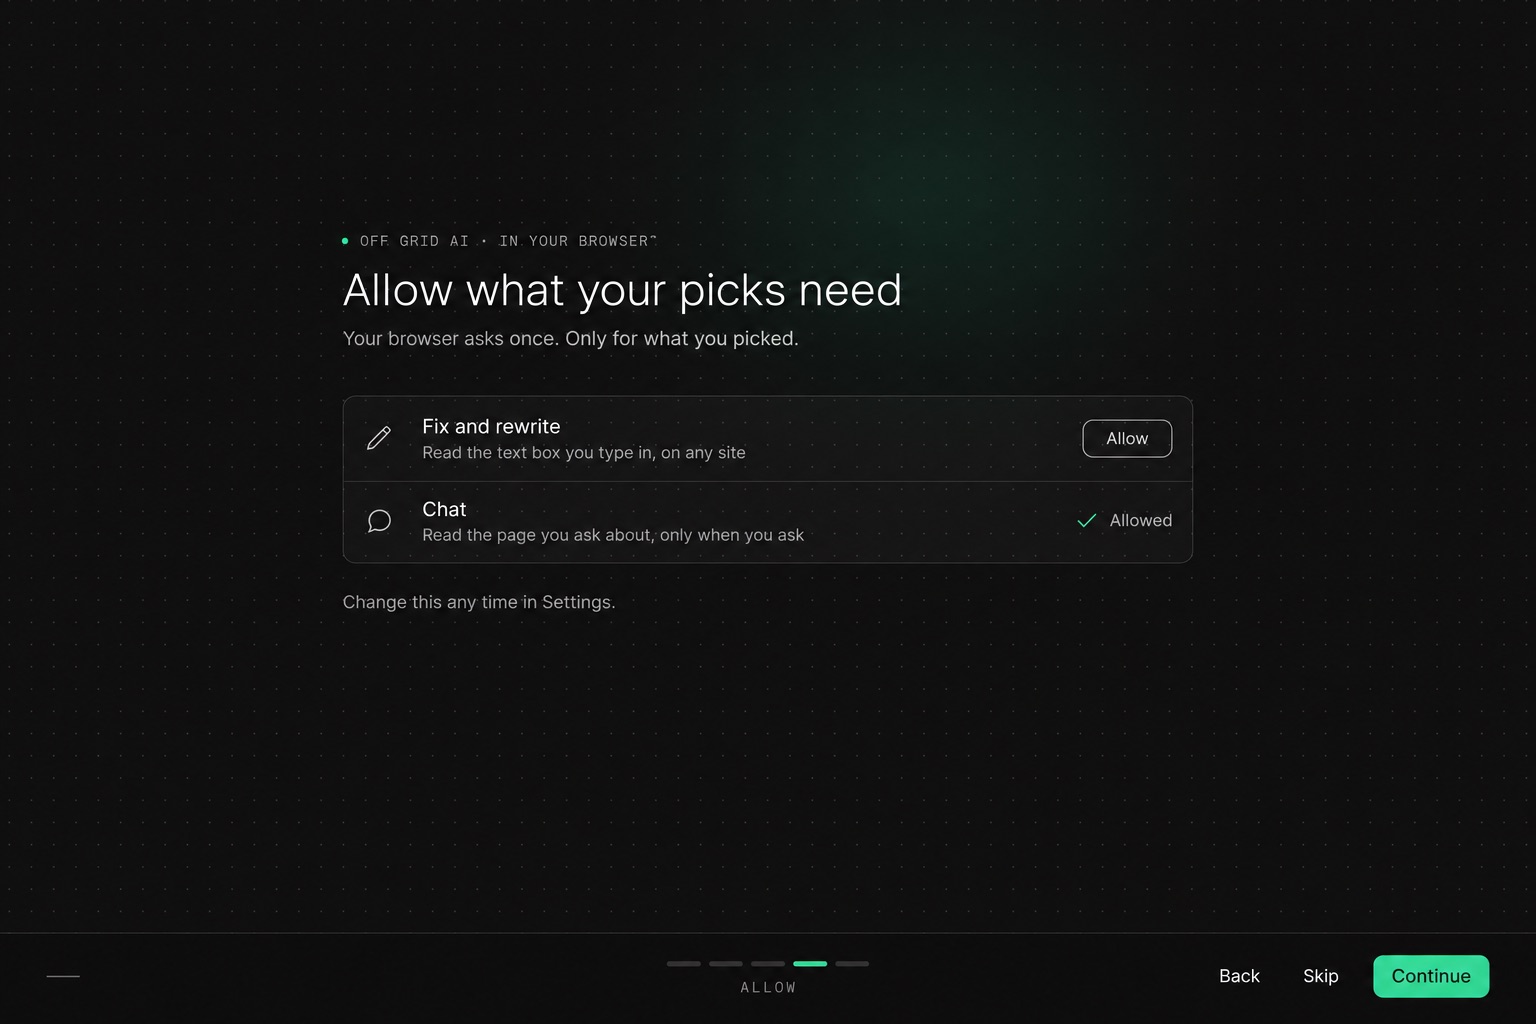 OFF GRID AI · IN YOUR BROWSER
Allow what your picks need
Your browser asks once. Only for what you picked.
Fix and rewrite
Read the text box you type in, on any site
Allow
Chat
Read the page you ask about, only when you ask
Allowed
Change this any time in Settings.
ALLOW
Back
Skip
Continue